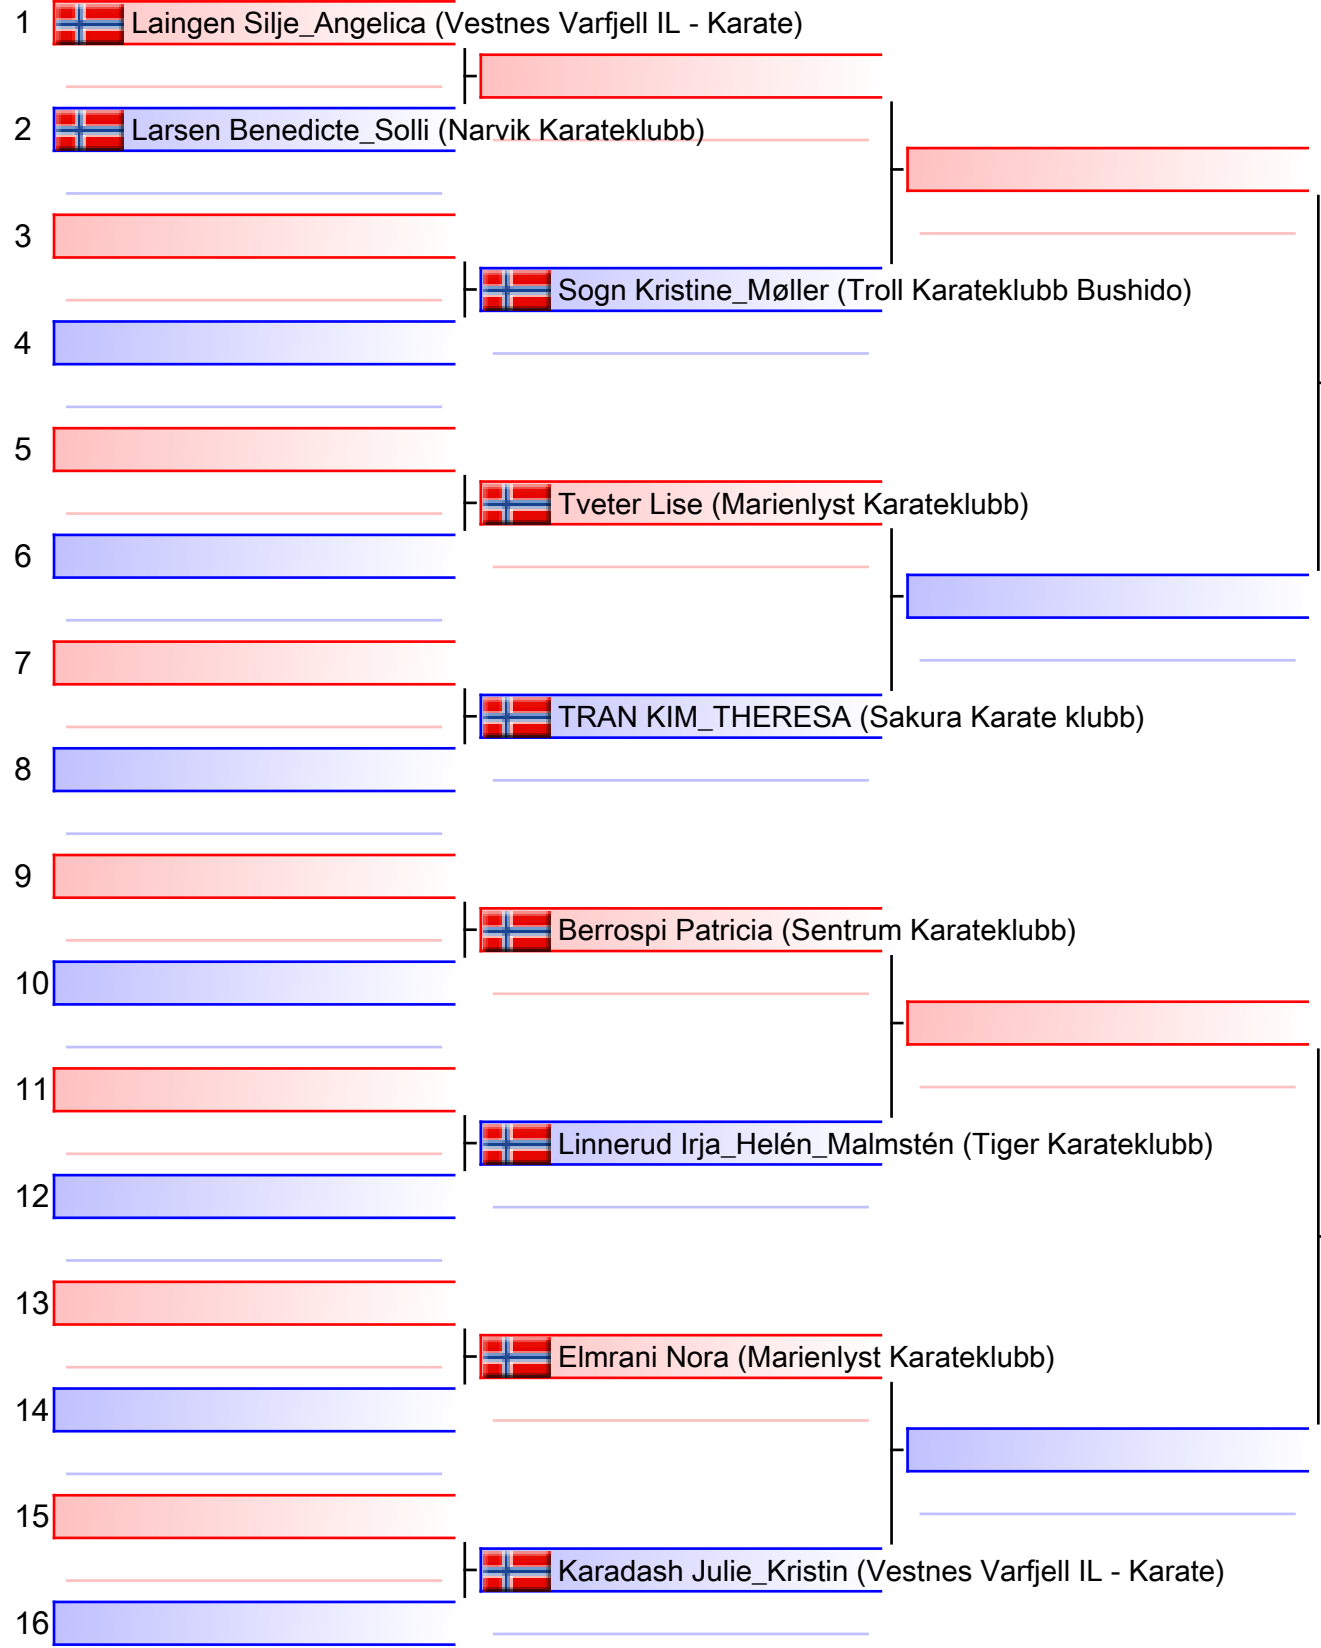 1 Laingen Silje_Angelica (Vestnes Varfjell IL - Karate)
2 Larsen Benedicte_Solli (Narvik Karateklubb)
3
Sogn Kristine_Møller (Troll Karateklubb Bushido)
4
5
Tveter Lise (Marienlyst Karateklubb)
6
7
TRAN KIM_THERESA (Sakura Karate klubb)
8
9
Berrospi Patricia (Sentrum Karateklubb)
10
11
Linnerud Irja_Helén_Malmstén (Tiger Karateklubb)
12
13
Elmrani Nora (Marienlyst Karateklubb)
14
15
Karadash Julie_Kristin (Vestnes Varfjell IL - Karate)
16